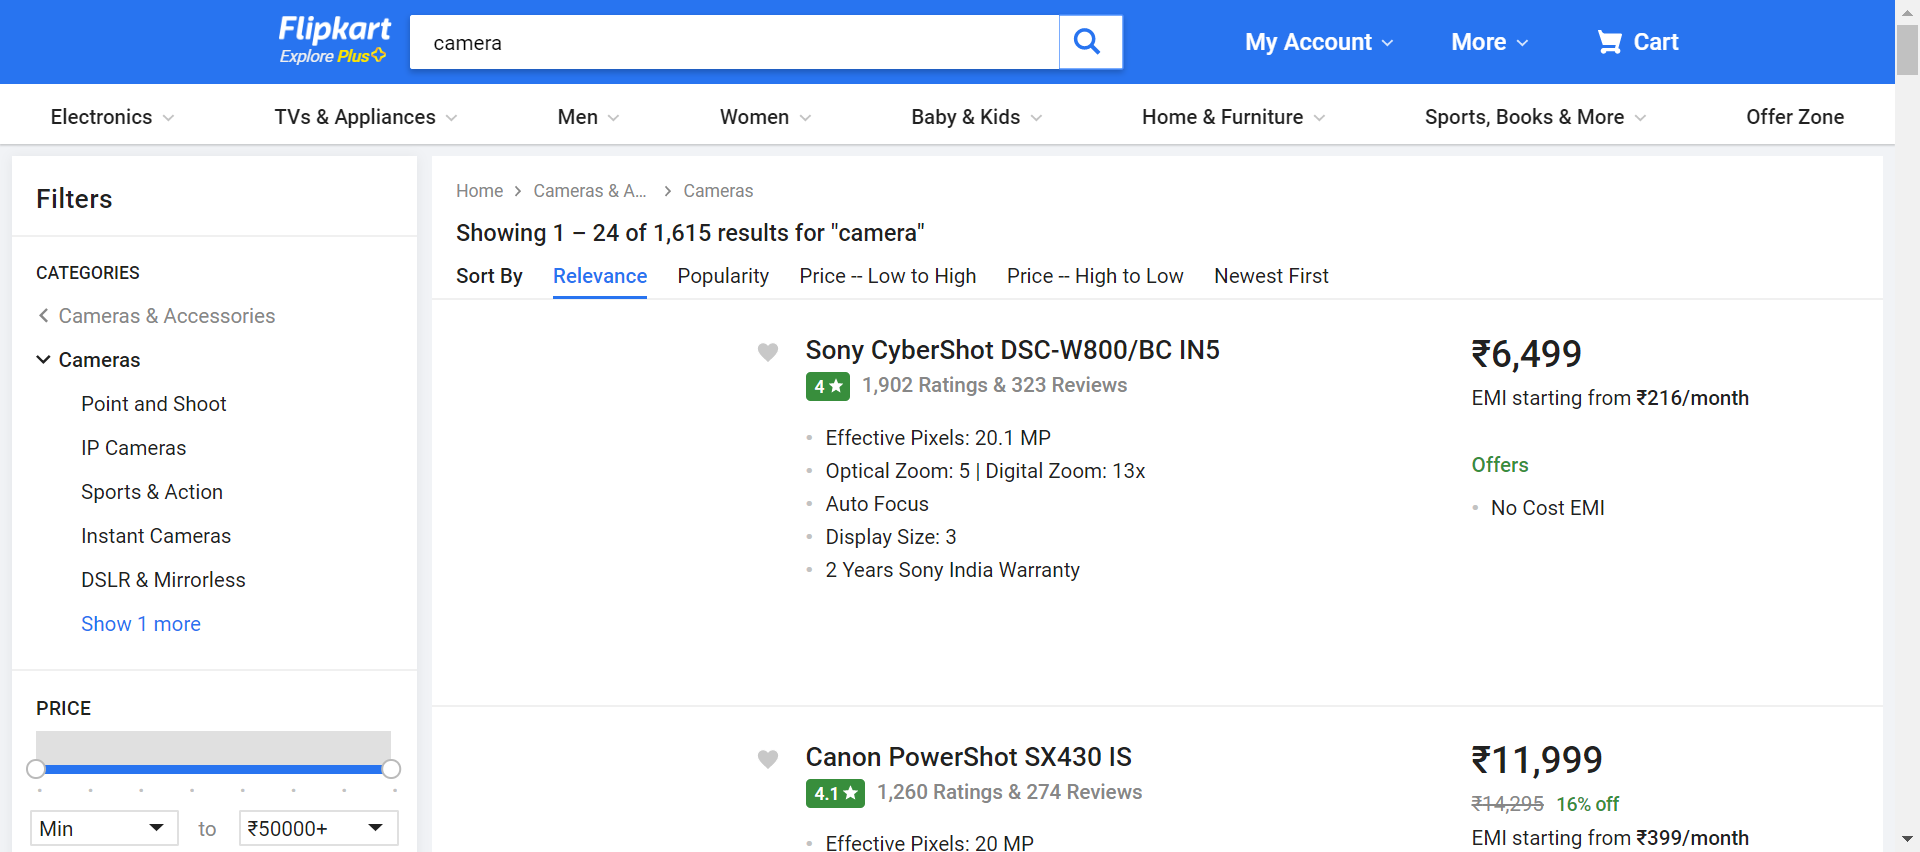 Flipkart
Explore Plus
camera
My Account
More
Cart
Electronics
TVs & Appliances
Men
Women
Baby & Kids
Home & Furniture
Sports, Books & More
Offer Zone
Filters
CATEGORIES
Cameras & Accessories
Cameras
Point and Shoot
IP Cameras
Sports & Action
Instant Cameras
DSLR & Mirrorless
Show 1 more
PRICE
Min to ₹50000+
Home > Cameras & A... > Cameras
Showing 1 – 24 of 1,615 results for "camera"
Sort By Relevance Popularity Price -- Low to High Price -- High to Low Newest First
Sony CyberShot DSC-W800/BC IN5
4★ 1,902 Ratings & 323 Reviews
• Effective Pixels: 20.1 MP
• Optical Zoom: 5 | Digital Zoom: 13x
• Auto Focus
• Display Size: 3
• 2 Years Sony India Warranty
₹6,499
EMI starting from ₹216/month
Offers
• No Cost EMI
Canon PowerShot SX430 IS
4.1★ 1,260 Ratings & 274 Reviews
• Effective Pixels: 20 MP
₹11,999
₹14,295 16% off
EMI starting from ₹399/month